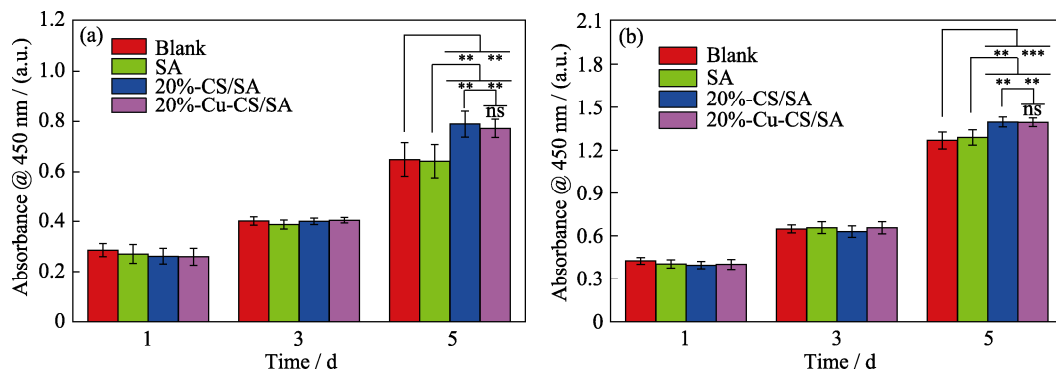 (a)
Blank
SA
20%-CS/SA
20%-Cu-CS/SA
** **
** **
**
ns
1.2
1.0
0.8
0.6
0.4
0.2
0
Absorbance @ 450 nm / (a.u.)
1 3 5
Time / d
(b)
Blank
SA
20%-CS/SA
20%-Cu-CS/SA
** ***
** **
ns
2.1
1.8
1.5
1.2
0.9
0.6
0.3
0
Absorbance @ 450 nm / (a.u.)
1 3 5
Time / d